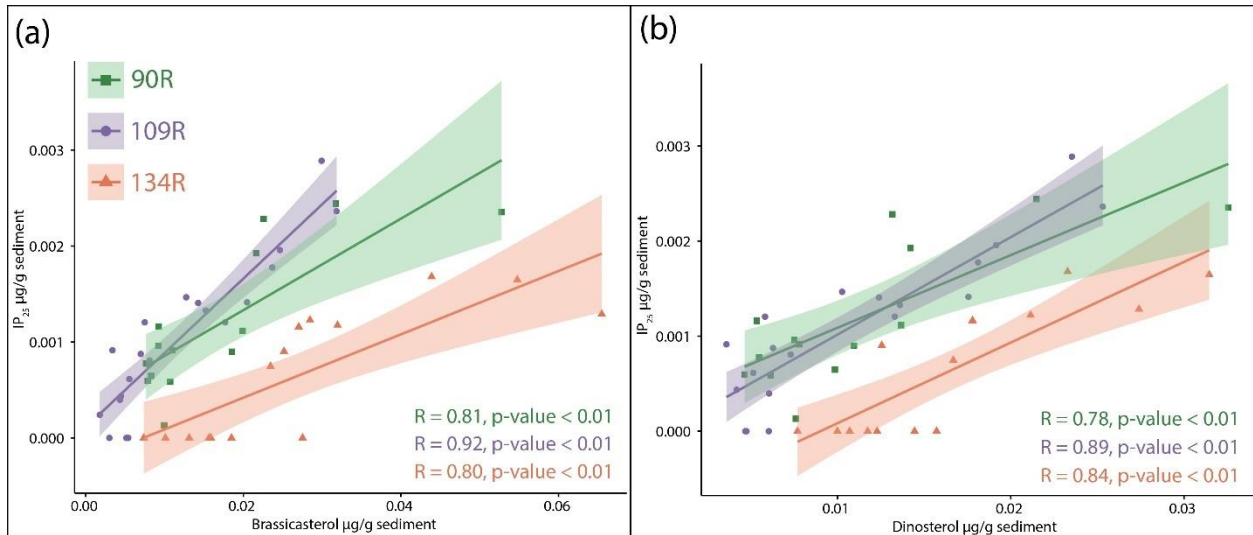 (a)
90R
109R
134R
0.003
0.002
0.001
0.000
IP₂₅ µg/g sediment
R = 0.81, p-value < 0.01
R = 0.92, p-value < 0.01
R = 0.80, p-value < 0.01
0.00 0.02 0.04 0.06
Brassicasterol µg/g sediment
(b)
0.003
0.002
0.001
0.000
IP₂₅ µg/g sediment
R = 0.78, p-value < 0.01
R = 0.89, p-value < 0.01
R = 0.84, p-value < 0.01
0.01 0.02 0.03
Dinosterol µg/g sediment